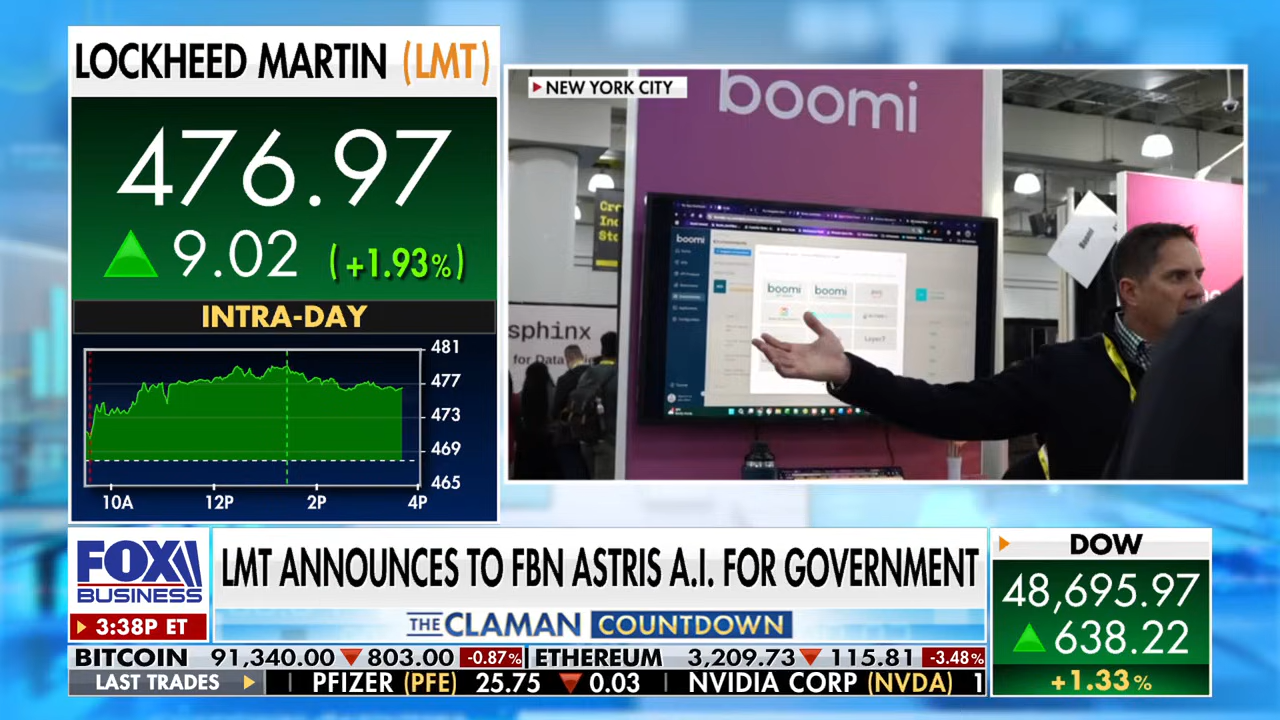 LOCKHEED MARTIN (LMT)
476.97
9.02 (+1.93%)
INTRA-DAY
481
477
473
469
465
10A 12P 2P 4P
NEW YORK CITY
boomi
sphinx
for Data
boomi
boomi boomi
aws
FOX
BUSINESS
3:38P ET
LMT ANNOUNCES TO FBN ASTRIS A.I. FOR GOVERNMENT
THE CLAMAN COUNTDOWN
DOW
48,695.97
638.22
+1.33%
BITCOIN 91,340.00 803.00 -0.87% ETHEREUM 3,209.73 115.81 -3.48%
LAST TRADES PFIZER (PFE) 25.75 0.03 NVIDIA CORP (NVDA) 1